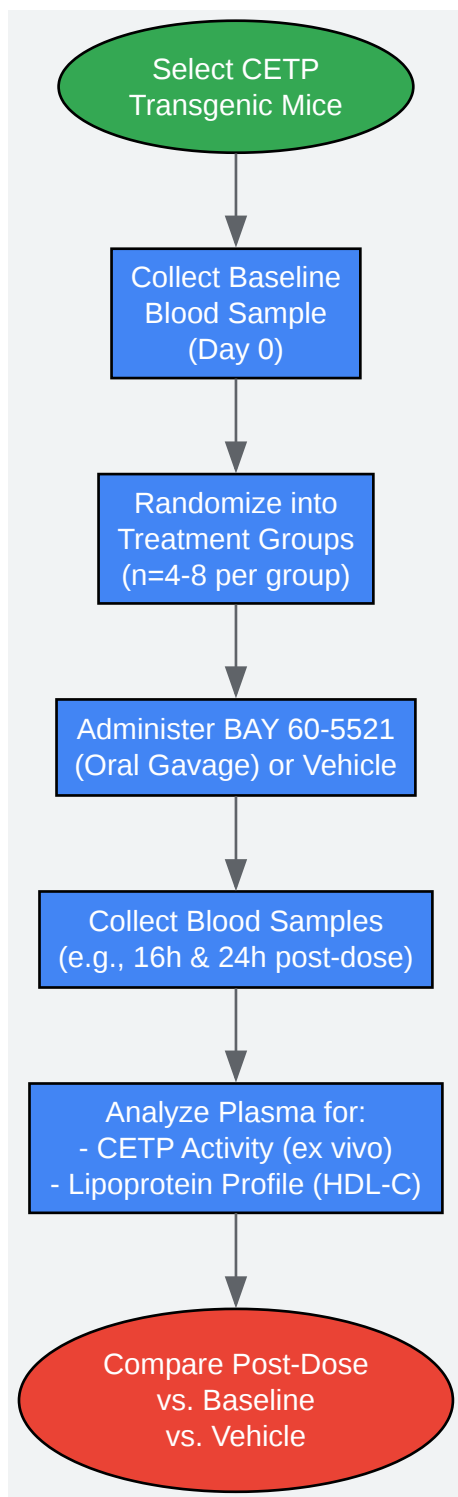 Select CETP
Transgenic Mice
Collect Baseline
Blood Sample
(Day 0)
Randomize into
Treatment Groups
(n=4-8 per group)
Administer BAY 60-5521
(Oral Gavage) or Vehicle
Collect Blood Samples
(e.g., 16h & 24h post-dose)
Analyze Plasma for:
- CETP Activity (ex vivo)
- Lipoprotein Profile (HDL-C)
Compare Post-Dose
vs. Baseline
vs. Vehicle